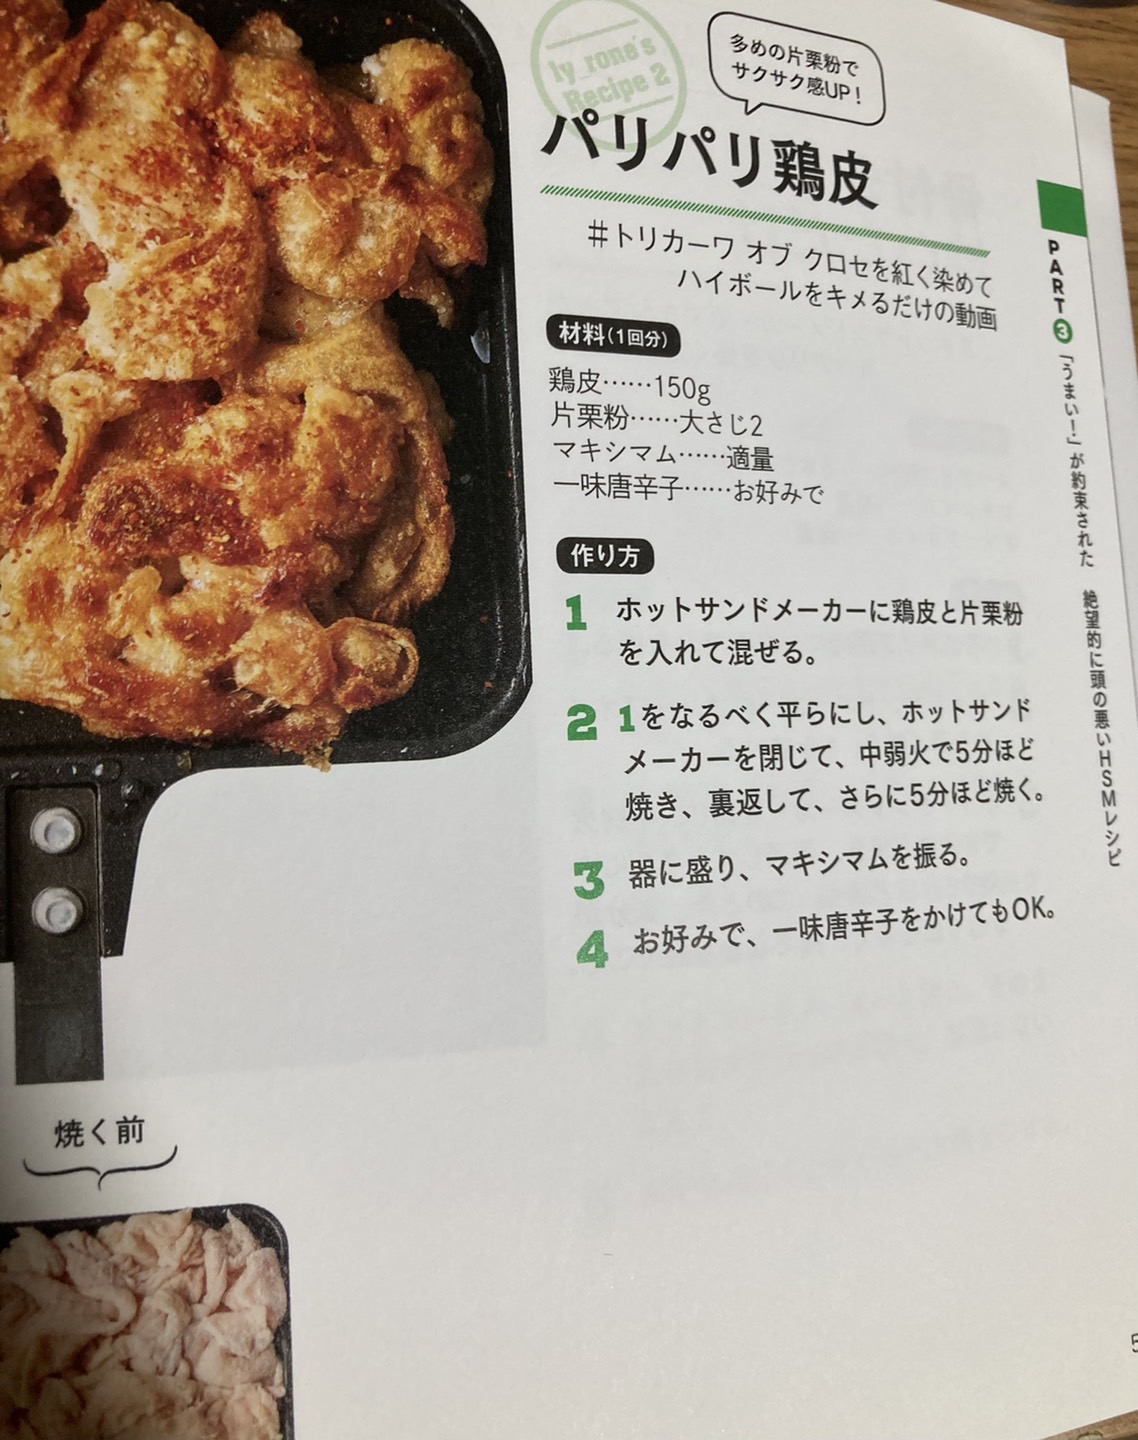 ly_rone's
Recipe 2
多めの片栗粉で
サクサク感UP！
パリパリ鶏皮
＃トリカーワ オブ クロセを紅く染めて
ハイボールをキメるだけの動画
材料(1回分)
鶏皮……150g
片栗粉……大さじ2
マキシマム……適量
一味唐辛子……お好みで
作り方
1 ホットサンドメーカーに鶏皮と片栗粉
を入れて混ぜる。
2 1をなるべく平らにし、ホットサンド
メーカーを閉じて、中弱火で5分ほど
焼き、裏返して、さらに5分ほど焼く。
3 器に盛り、マキシマムを振る。
4 お好みで、一味唐辛子をかけてもOK。
焼く前
PART3 「うまい！」が約束された 絶望的に頭の悪いHSMレシピ